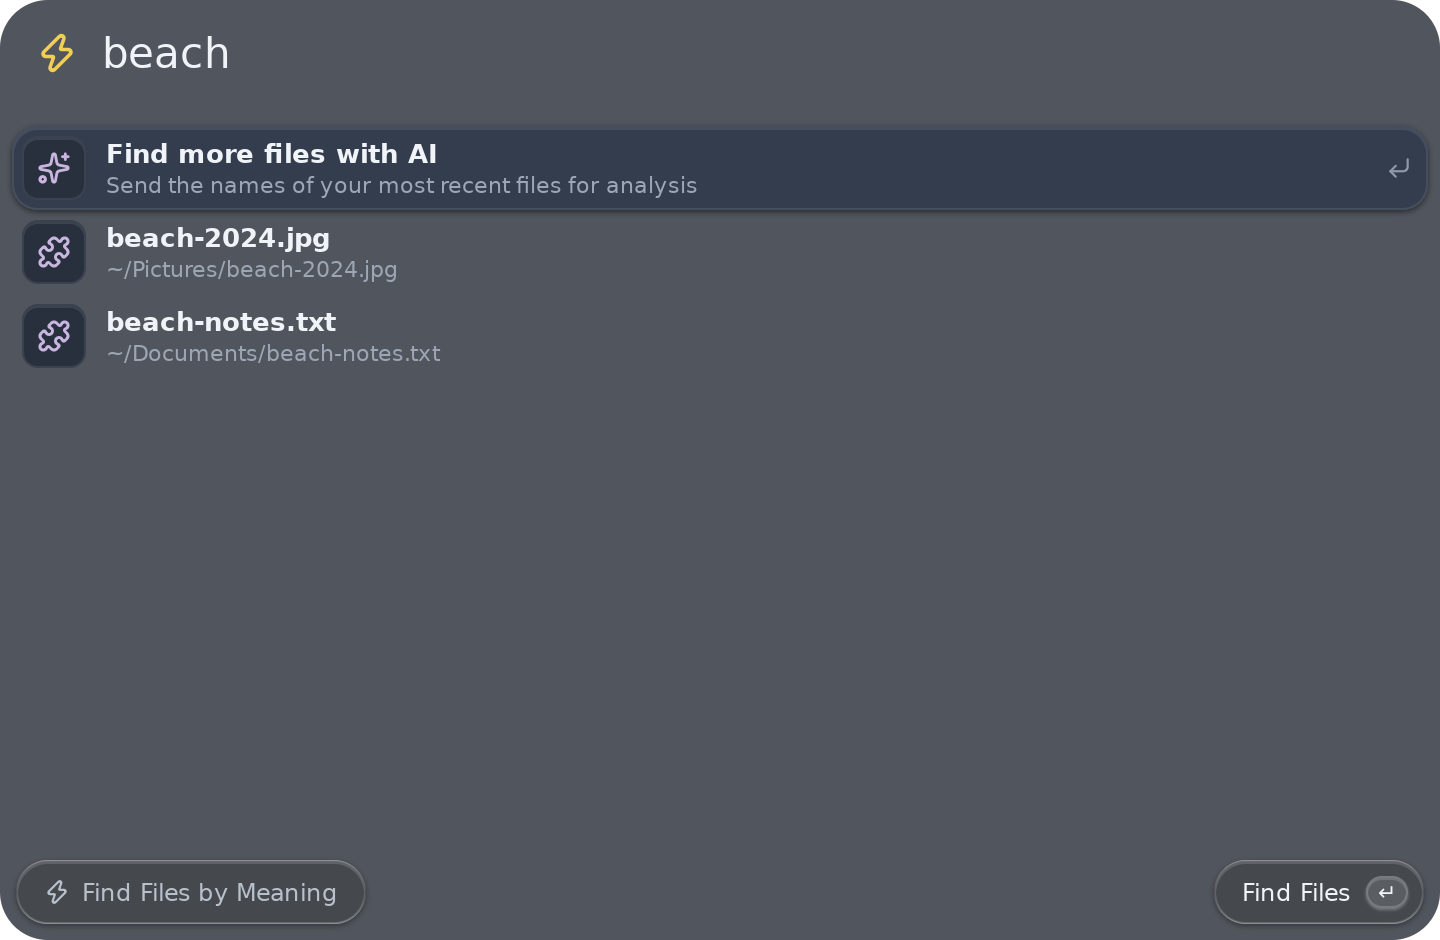 beach
Find more files with AI
Send the names of your most recent files for analysis
beach-2024.jpg
~/Pictures/beach-2024.jpg
beach-notes.txt
~/Documents/beach-notes.txt
Find Files by Meaning
Find Files